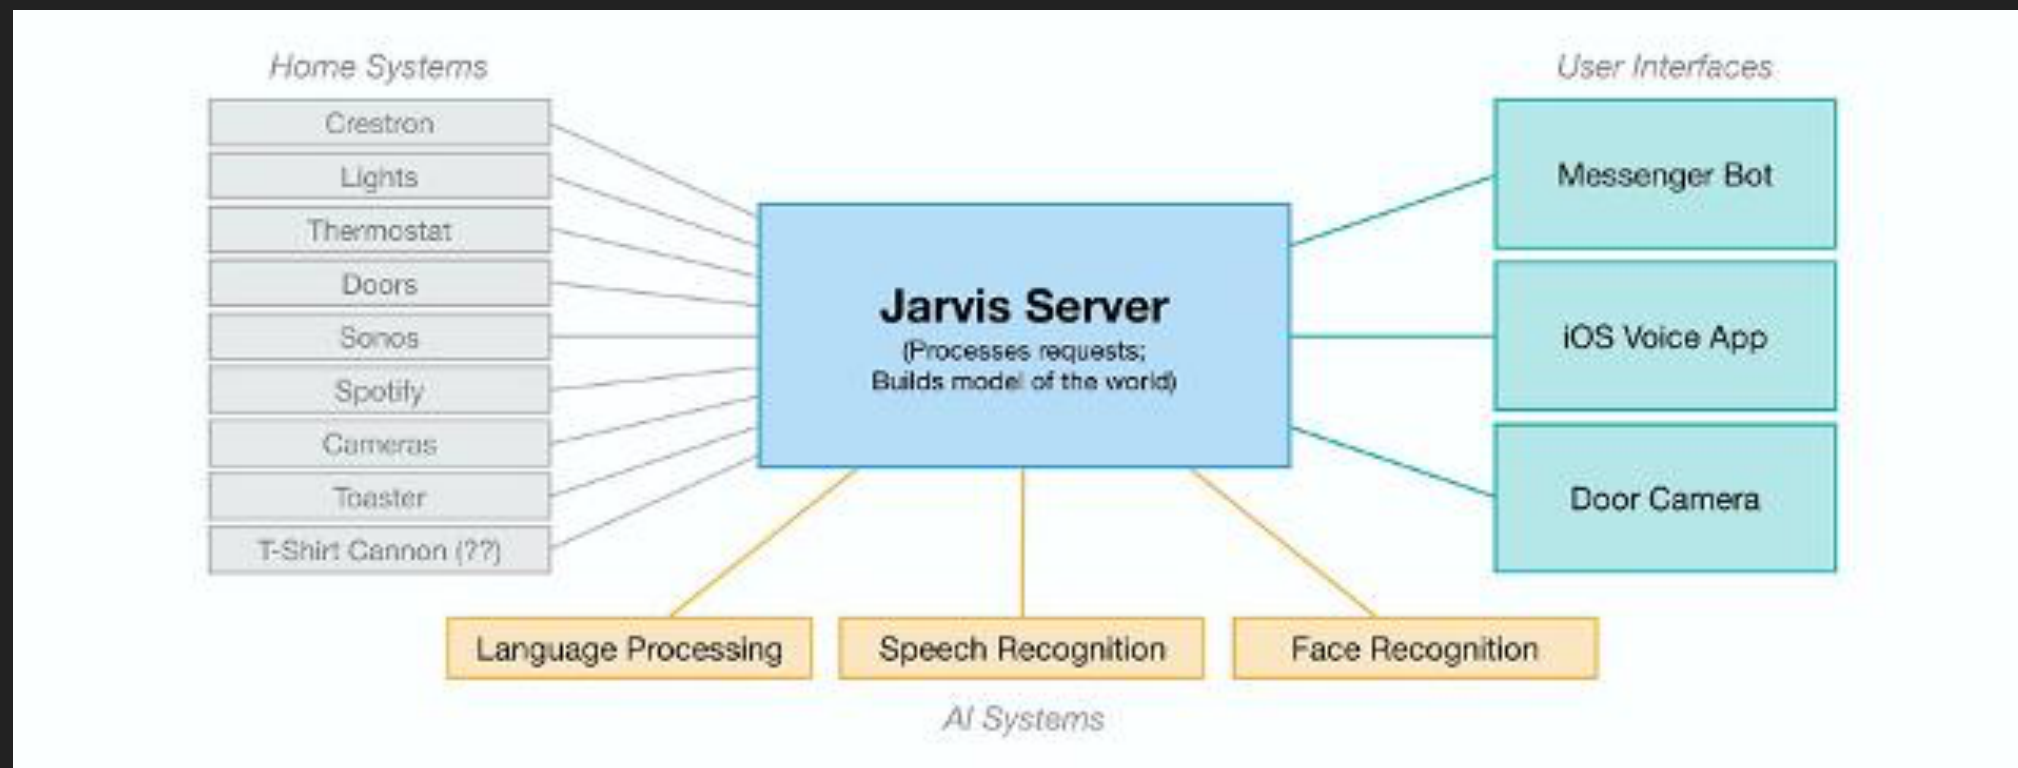 Home Systems
Crestron
Lights
Thermostat
Doors
Sonos
Spotify
Cameras
Toaster
T-Shirt Cannon (??)
Jarvis Server
(Processes requests;
Builds model of the world)
User Interfaces
Messenger Bot
iOS Voice App
Door Camera
Language Processing
Speech Recognition
Face Recognition
AI Systems